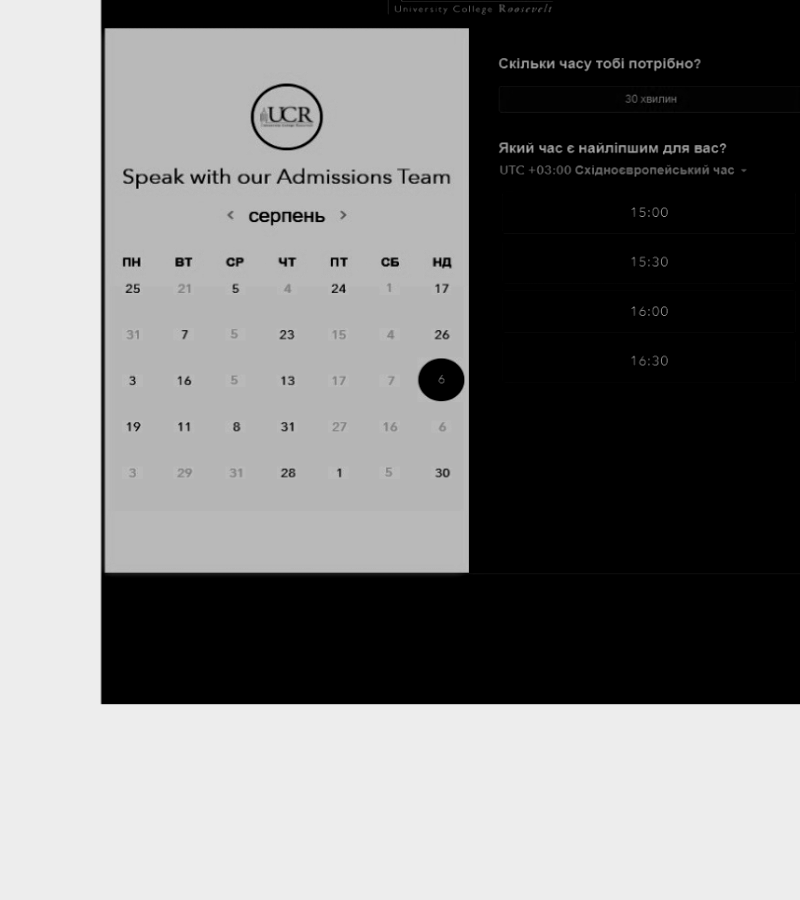 University College Roosevelt
UCR
Speak with our Admissions Team
< серпень >
ПН ВТ СР ЧТ ПТ СБ НД
25 21 5 4 24 1 17
31 7 5 23 15 4 26
3 16 5 13 17 7 6
19 11 8 31 27 16 6
3 29 31 28 1 5 30
Скільки часу тобі потрібно?
30 хвилин
Який час є найліпшим для вас?
UTC +03:00 Східноєвропейський час
15:00
15:30
16:00
16:30